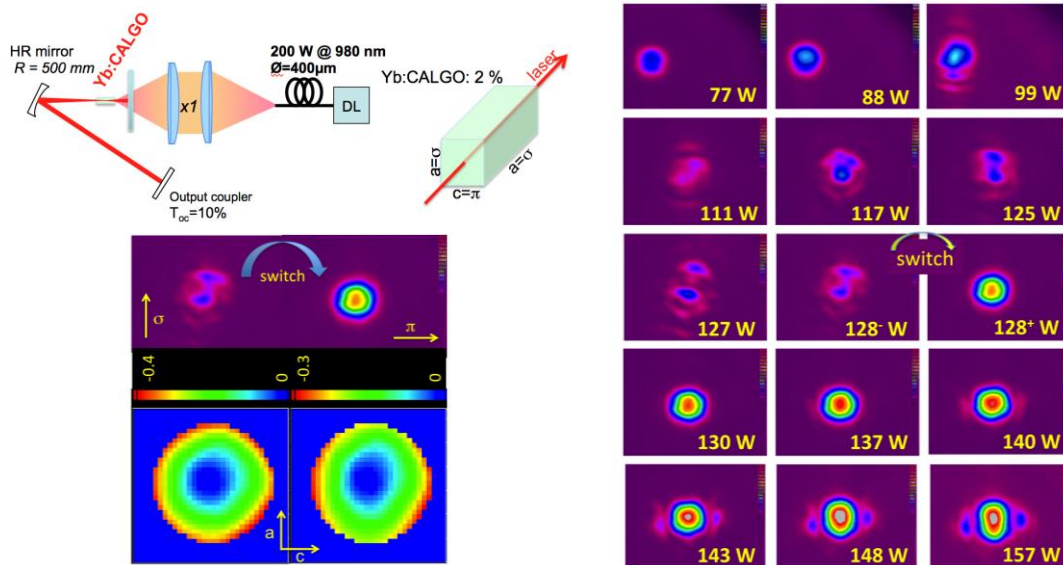 HR mirror
R = 500 mm
Yb:CALGO
x1
200 W @ 980 nm
Ø=400µm
DL
Output coupler
Toc=10%
Yb:CALGO: 2 %
laser
a=σ
c=π
a=σ
switch
σ
π
-0.4
0
-0.3
0
a
c
77 W
88 W
99 W
111 W
117 W
125 W
switch
127 W
128⁻ W
128⁺ W
130 W
137 W
140 W
143 W
148 W
157 W